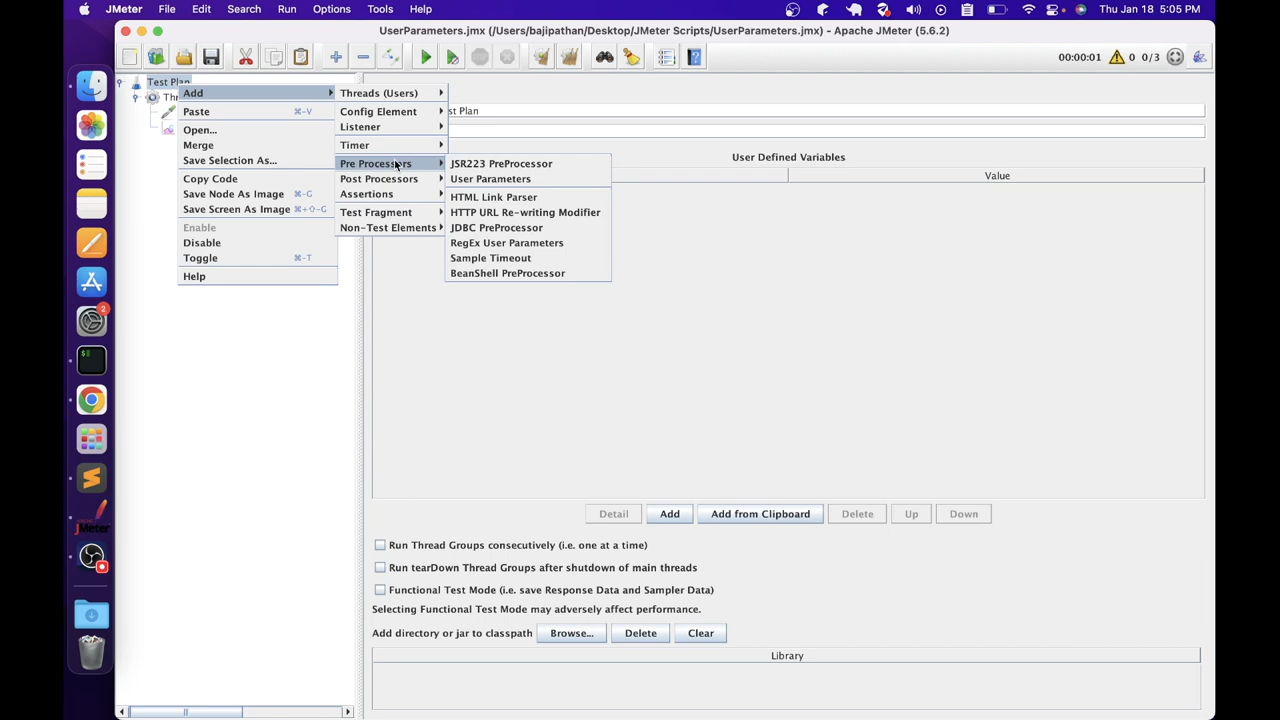 JMeter File Edit Search Run Options Tools Help Thu Jan 18 5:05 PM
UserParameters.jmx (/Users/bajipathan/Desktop/JMeter Scripts/UserParameters.jmx) - Apache JMeter (5.6.2)
00:00:01 0 0/3
Test Plan
Add
Paste ⌘-V
Open...
Merge
Save Selection As...
Copy Code
Save Node As Image ⌘-G
Save Screen As Image ⌘+⇧-G
Enable
Disable
Toggle ⌘-T
Help
Threads (Users)
Config Element
Listener
Timer
Pre Processors
Post Processors
Assertions
Test Fragment
Non-Test Elements
JSR223 PreProcessor
User Parameters
HTML Link Parser
HTTP URL Re-writing Modifier
JDBC PreProcessor
RegEx User Parameters
Sample Timeout
BeanShell PreProcessor
st Plan
User Defined Variables
Value
Detail Add Add from Clipboard Delete Up Down
Run Thread Groups consecutively (i.e. one at a time)
Run tearDown Thread Groups after shutdown of main threads
Functional Test Mode (i.e. save Response Data and Sampler Data)
Selecting Functional Test Mode may adversely affect performance.
Add directory or jar to classpath Browse... Delete Clear
Library
2
JMeter